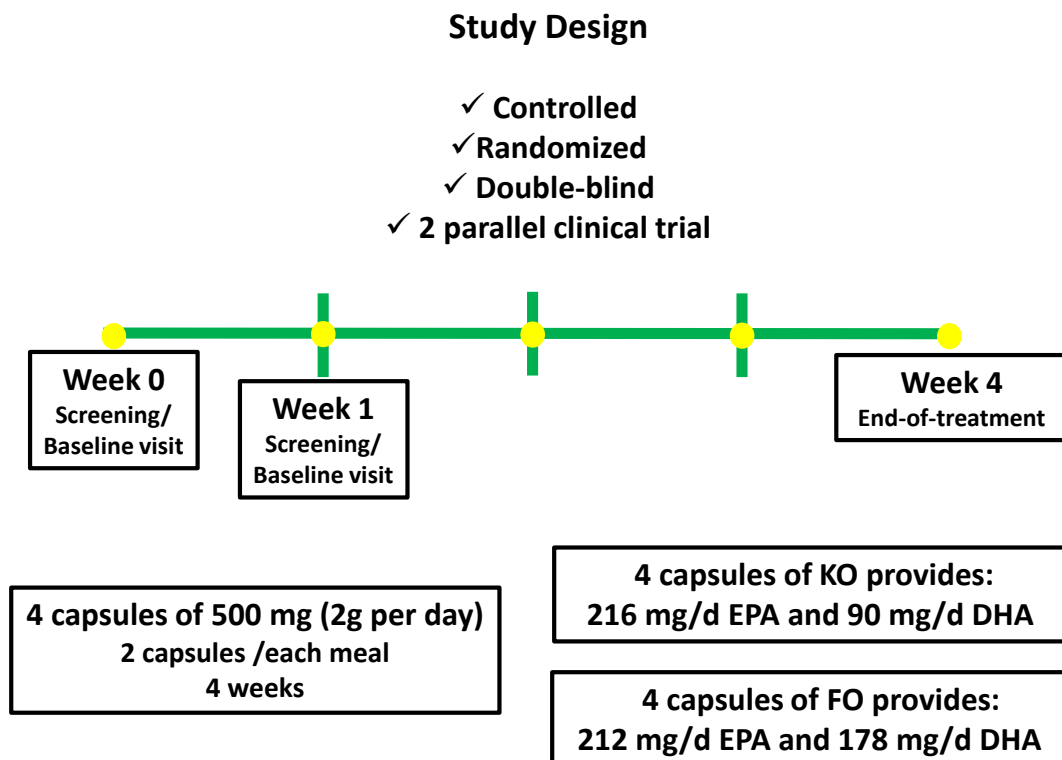 Study Design
✓ Controlled
✓Randomized
✓ Double-blind
✓ 2 parallel clinical trial
Week 0
Screening/
Baseline visit
Week 1
Screening/
Baseline visit
Week 4
End-of-treatment
4 capsules of 500 mg (2g per day)
2 capsules /each meal
4 weeks
4 capsules of KO provides:
216 mg/d EPA and 90 mg/d DHA
4 capsules of FO provides:
212 mg/d EPA and 178 mg/d DHA